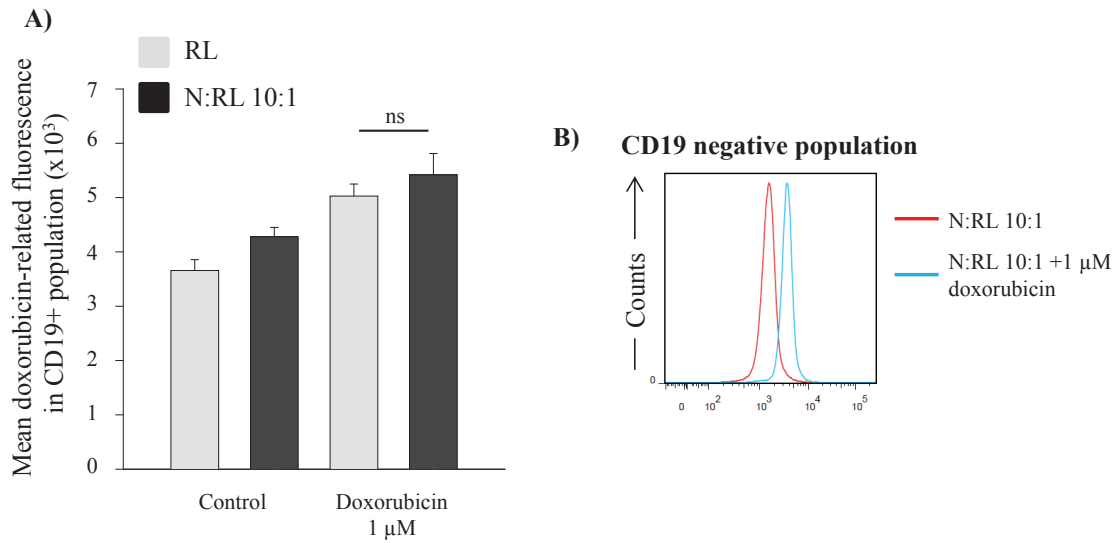 A)
RL
N:RL 10:1
Mean doxorubicin-related fluorescence
in CD19+ population (x10³)
7
6
5
4
3
2
1
0
ns
Control
Doxorubicin
1 µM
B)
CD19 negative population
Counts
0
0 10² 10³ 10⁴ 10⁵
N:RL 10:1
N:RL 10:1 +1 µM
doxorubicin